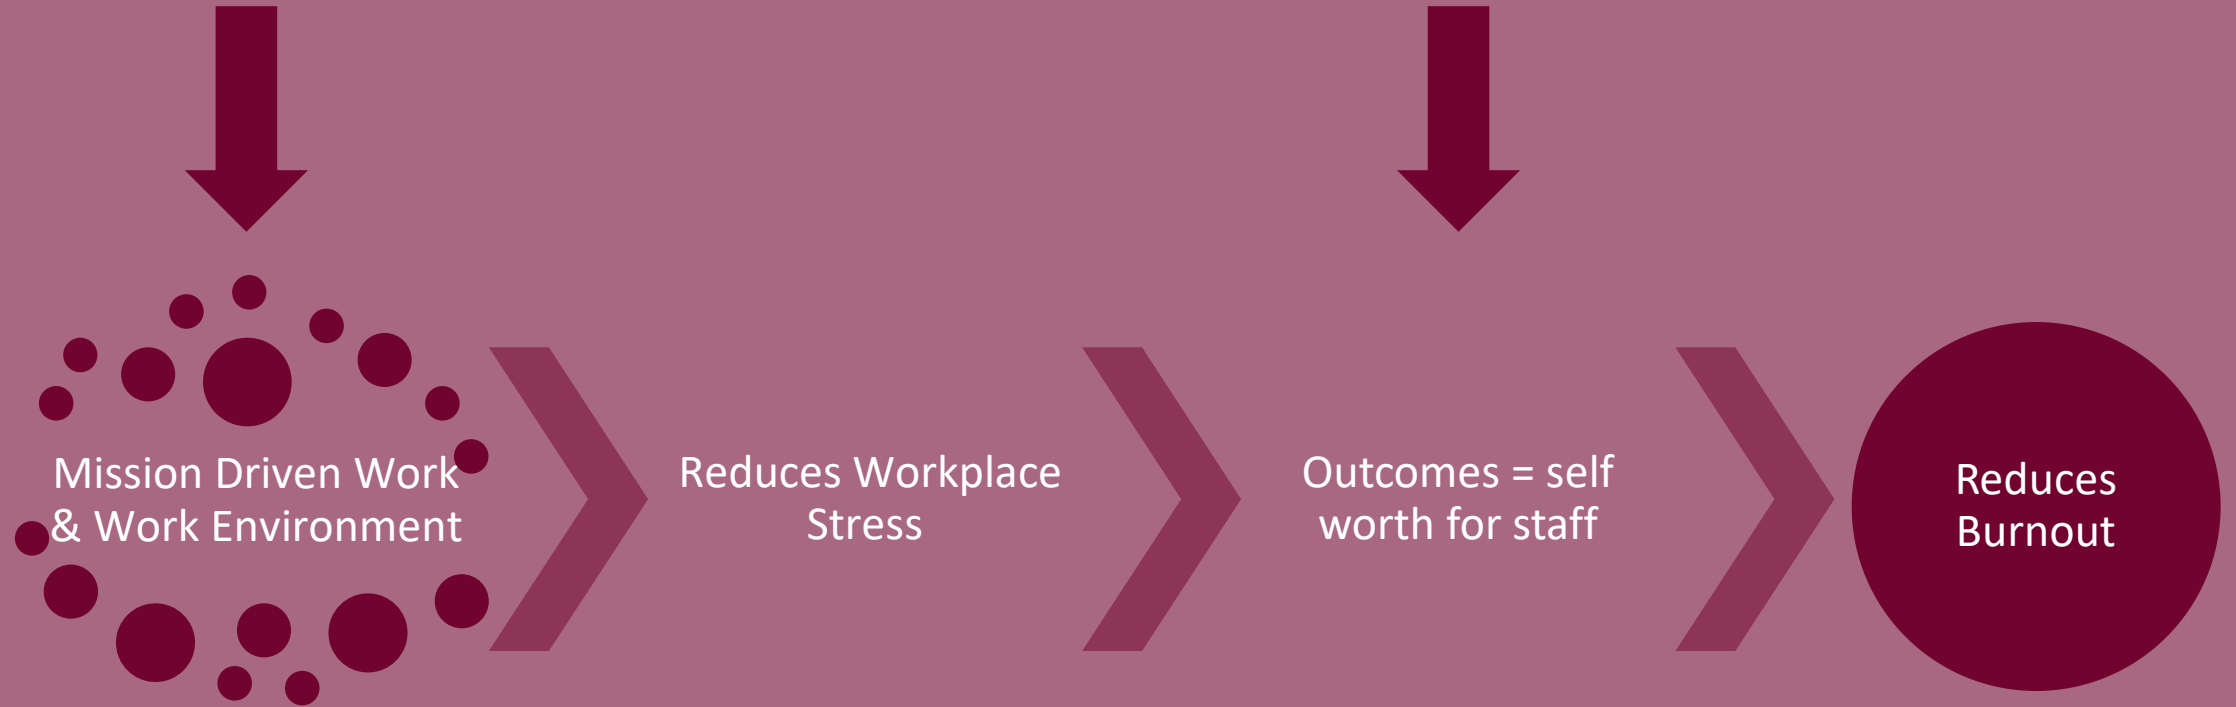 Mission Driven Work
& Work Environment
Reduces Workplace
Stress
Outcomes = self
worth for staff
Reduces
Burnout